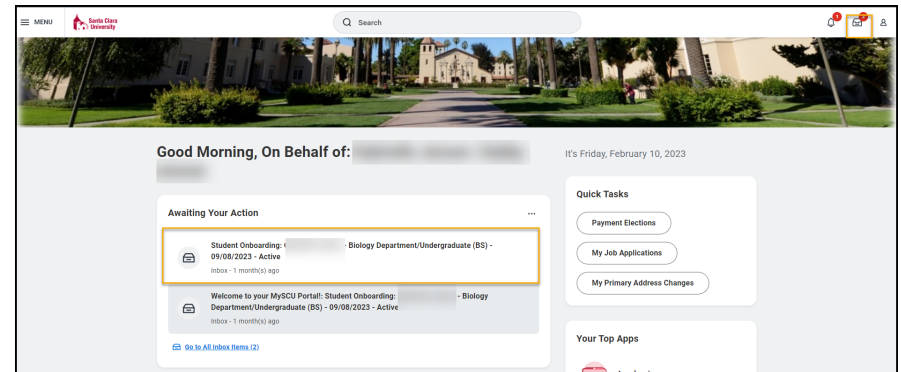 MENU
Santa Clara
University
Search
1
Good Morning, On Behalf of:
It's Friday, February 10, 2023
Awaiting Your Action
...
Student Onboarding: - Biology Department/Undergraduate (BS) -
09/08/2023 - Active
Inbox - 1 month(s) ago
Welcome to your MySCU Portal!: Student Onboarding: - Biology
Department/Undergraduate (BS) - 09/08/2023 - Active
Inbox - 1 month(s) ago
Go to All Inbox Items (2)
Quick Tasks
Payment Elections
My Job Applications
My Primary Address Changes
Your Top Apps